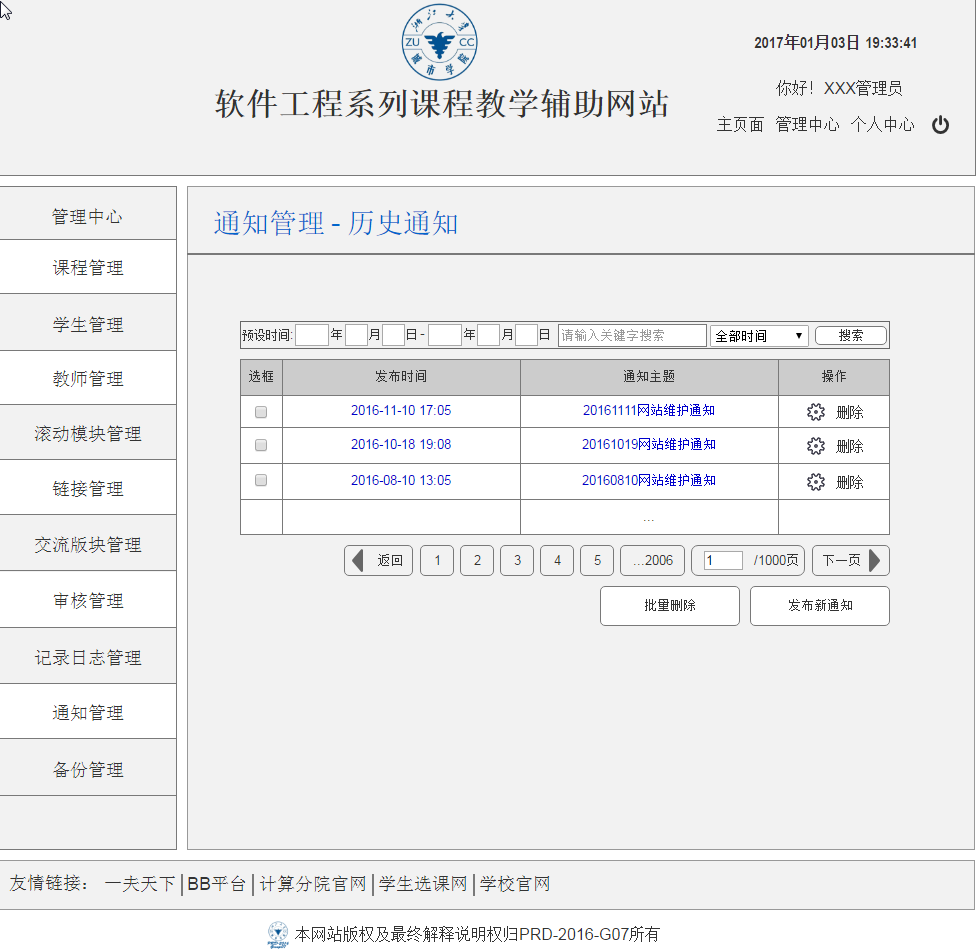 浙江大学
ZU CC
城市学院
2017年01月03日 19:33:41
软件工程系列课程教学辅助网站
你好！XXX管理员
主页面 管理中心 个人中心
管理中心
课程管理
学生管理
教师管理
滚动模块管理
链接管理
交流版块管理
审核管理
记录日志管理
通知管理
备份管理
通知管理 - 历史通知
预设时间: 年 月 日 - 年 月 日 请输入关键字搜索 全部时间 搜索
选框 发布时间 通知主题 操作
2016-11-10 17:05 20161111网站维护通知 删除
2016-10-18 19:08 20161019网站维护通知 删除
2016-08-10 13:05 20160810网站维护通知 删除
...
返回 1 2 3 4 5 ...2006 1 /1000页 下一页
批量删除 发布新通知
友情链接： 一夫天下 | BB平台 | 计算分院官网 | 学生选课网 | 学校官网
本网站版权及最终解释说明权归PRD-2016-G07所有